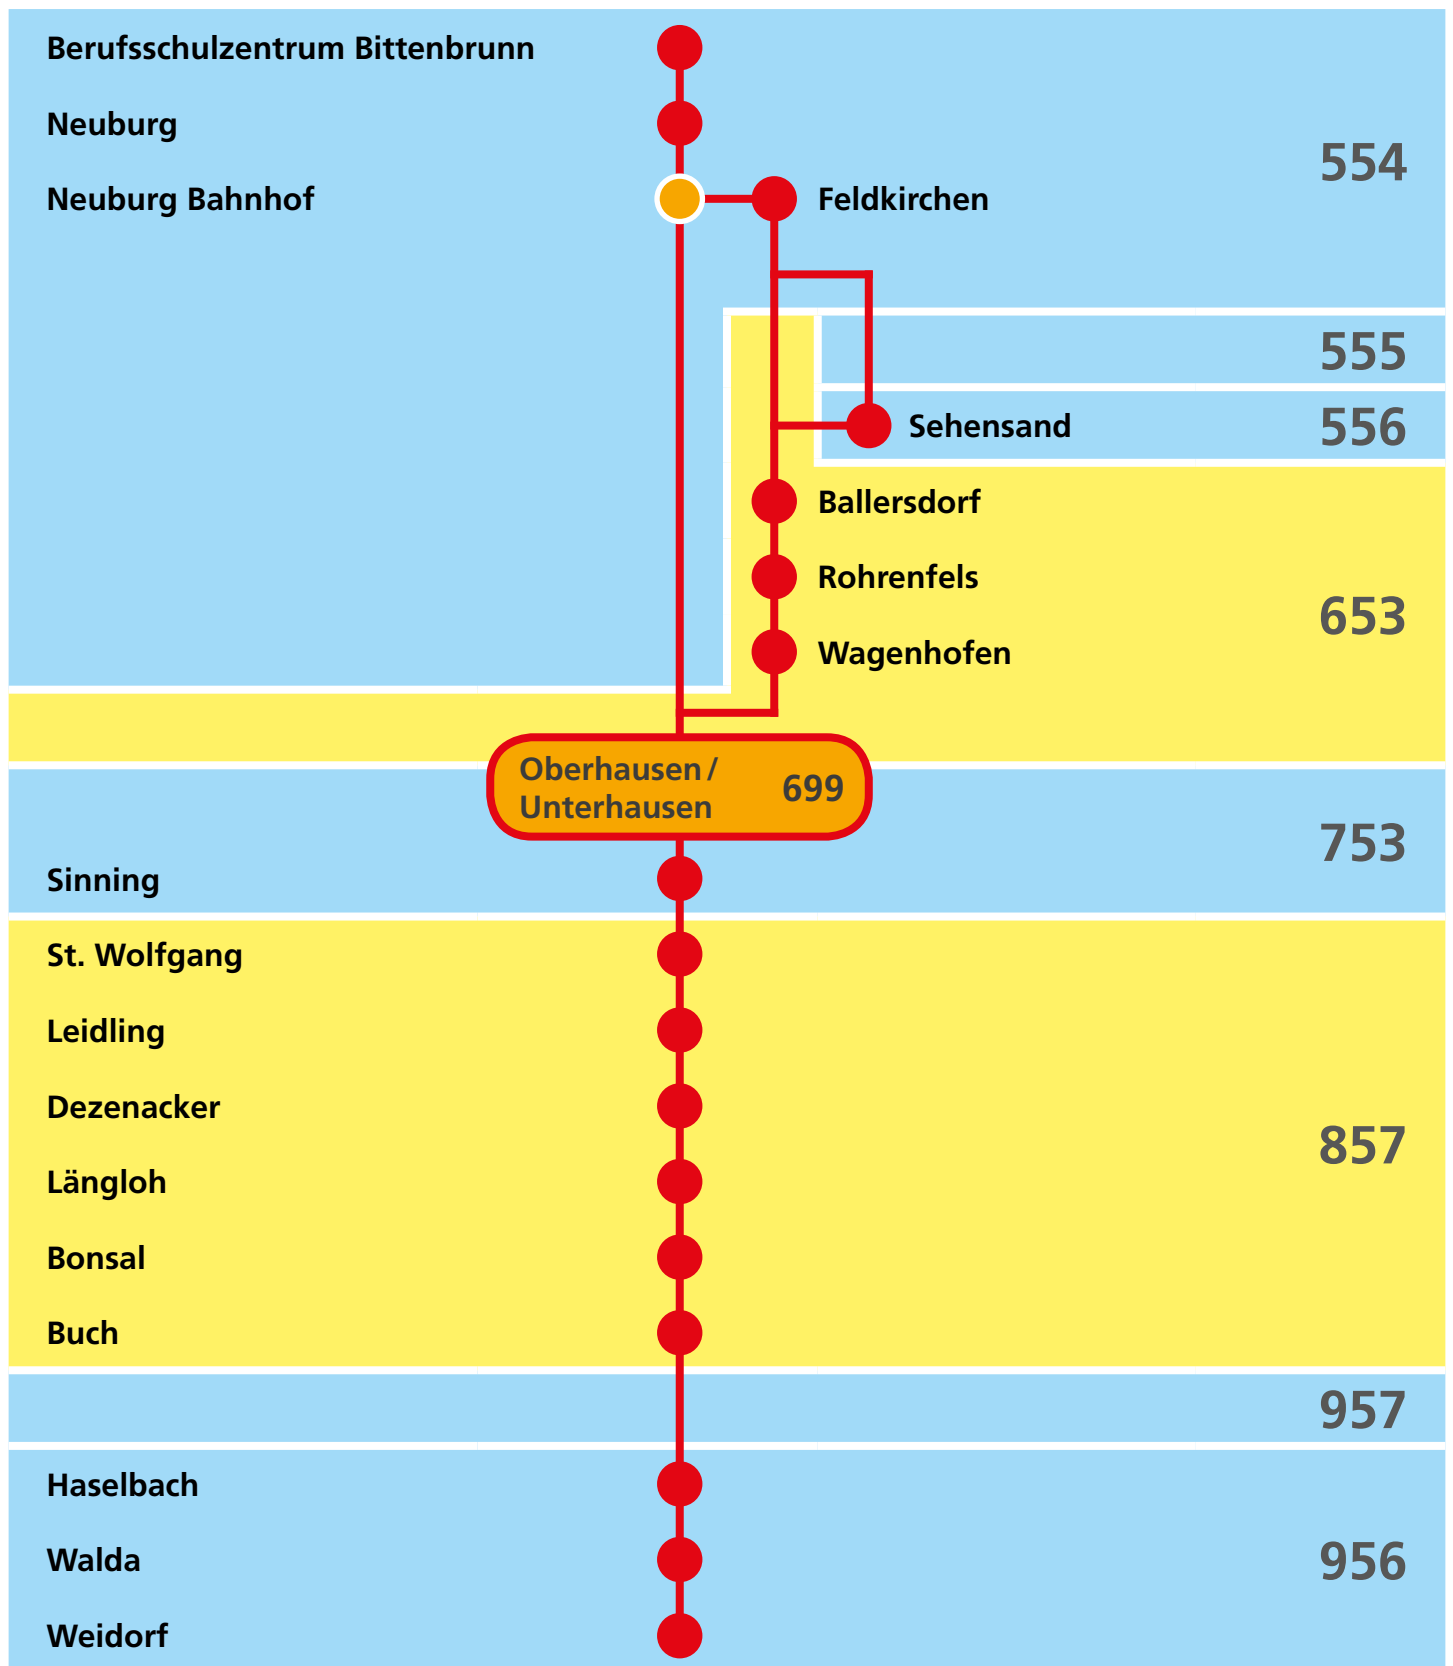 Berufsschulzentrum Bittenbrunn
Neuburg
554
Neuburg Bahnhof
Feldkirchen
555
Sehensand
556
Ballersdorf
Rohrenfels
653
Wagenhofen
Oberhausen/
Unterhausen
699
753
Sinning
St. Wolfgang
Leidling
Dezenacker
857
Längloh
Bonsal
Buch
957
Haselbach
Walda
956
Weidorf